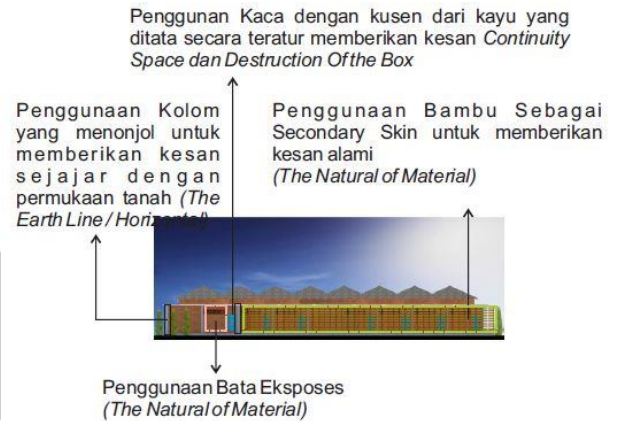 Penggunan Kaca dengan kusen dari kayu yang
ditata secara teratur memberikan kesan Continuity
Space dan Destruction Of the Box
Penggunaan Kolom
yang menonjol untuk
memberikan kesan
sejajar dengan
permukaan tanah (The
Earth Line / Horizontal)
Penggunaan Bambu Sebagai
Secondary Skin untuk memberikan
kesan alami
(The Natural of Material)
Penggunaan Bata Eksposes
(The Natural of Material)